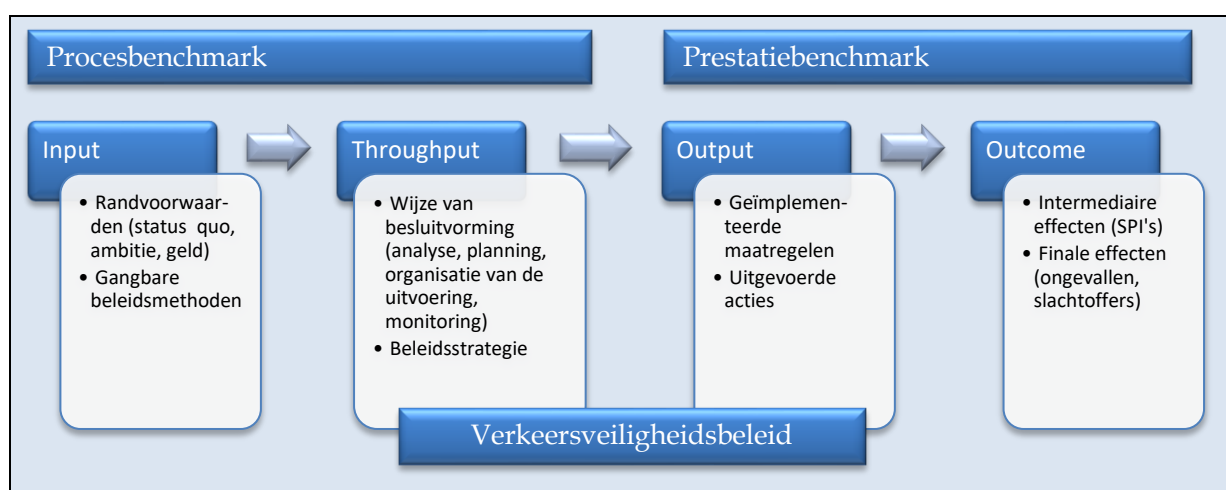 Procesbenchmark
Prestatiebenchmark
Input
• Randvoorwaar-
den (status quo,
ambitie, geld)
• Gangbare
beleidsmethoden
Throughput
• Wijze van
besluitvorming
(analyse, planning,
organisatie van de
uitvoering,
monitoring)
• Beleidsstrategie
Output
• Geïmplemen-
teerde
maatregelen
• Uitgevoerde
acties
Outcome
• Intermediaire
effecten (SPI's)
• Finale effecten
(ongevallen,
slachtoffers)
Verkeersveiligheidsbeleid